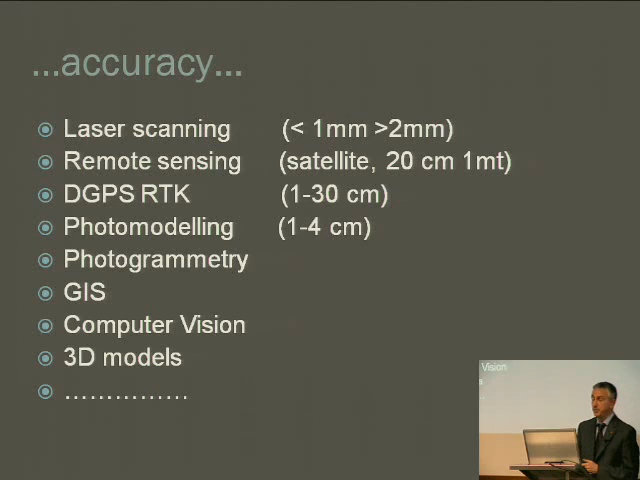 ...accuracy...
Laser scanning (< 1mm >2mm)
Remote sensing (satellite, 20 cm 1mt)
DGPS RTK (1-30 cm)
Photomodelling (1-4 cm)
Photogrammetry
GIS
Computer Vision
3D models
……………
Vision
a